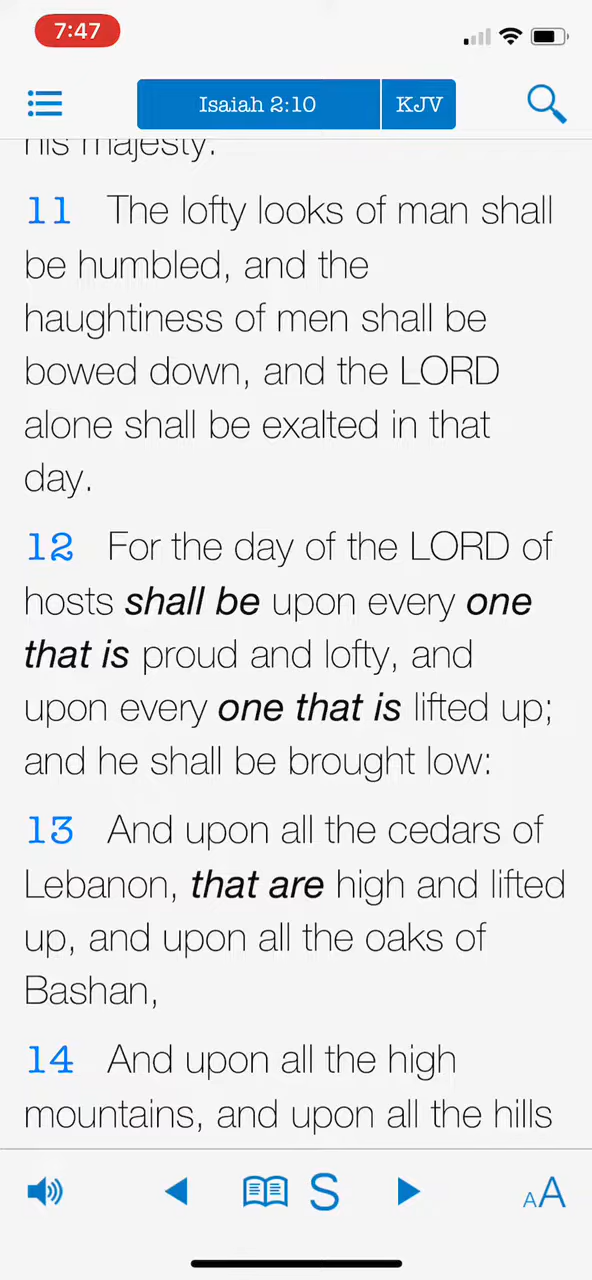 7:47
Isaiah 2:10 KJV
his majesty.
11 The lofty looks of man shall
be humbled, and the
haughtiness of men shall be
bowed down, and the LORD
alone shall be exalted in that
day.
12 For the day of the LORD of
hosts shall be upon every one
that is proud and lofty, and
upon every one that is lifted up;
and he shall be brought low:
13 And upon all the cedars of
Lebanon, that are high and lifted
up, and upon all the oaks of
Bashan,
14 And upon all the high
mountains, and upon all the hills
S AA